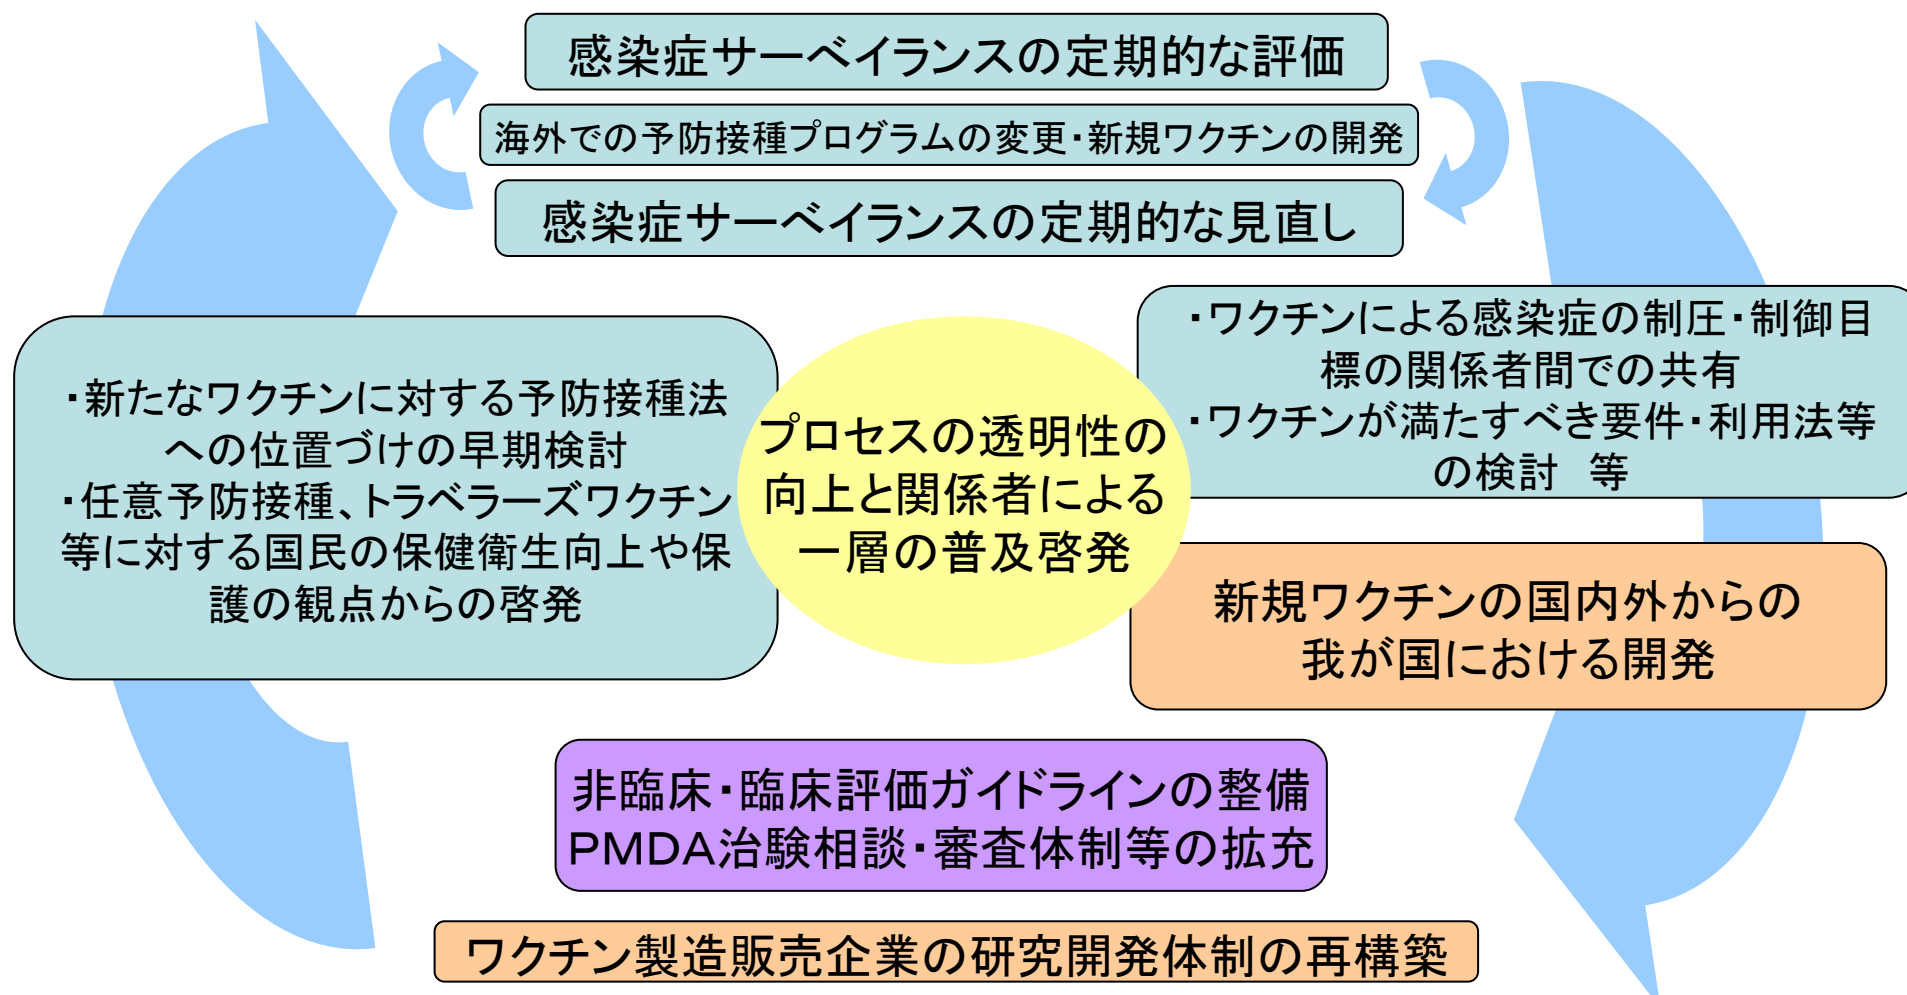 感染症サーベイランスの定期的な評価
海外での予防接種プログラムの変更・新規ワクチンの開発
感染症サーベイランスの定期的な見直し
・新たなワクチンに対する予防接種法
への位置づけの早期検討
・任意予防接種、トラベラーズワクチン
等に対する国民の保健衛生向上や保
護の観点からの啓発
プロセスの透明性の
向上と関係者による
一層の普及啓発
・ワクチンによる感染症の制圧・制御目
標の関係者間での共有
・ワクチンが満たすべき要件・利用法等
の検討　等
新規ワクチンの国内外からの
我が国における開発
非臨床・臨床評価ガイドラインの整備
PMDA治験相談・審査体制等の拡充
ワクチン製造販売企業の研究開発体制の再構築